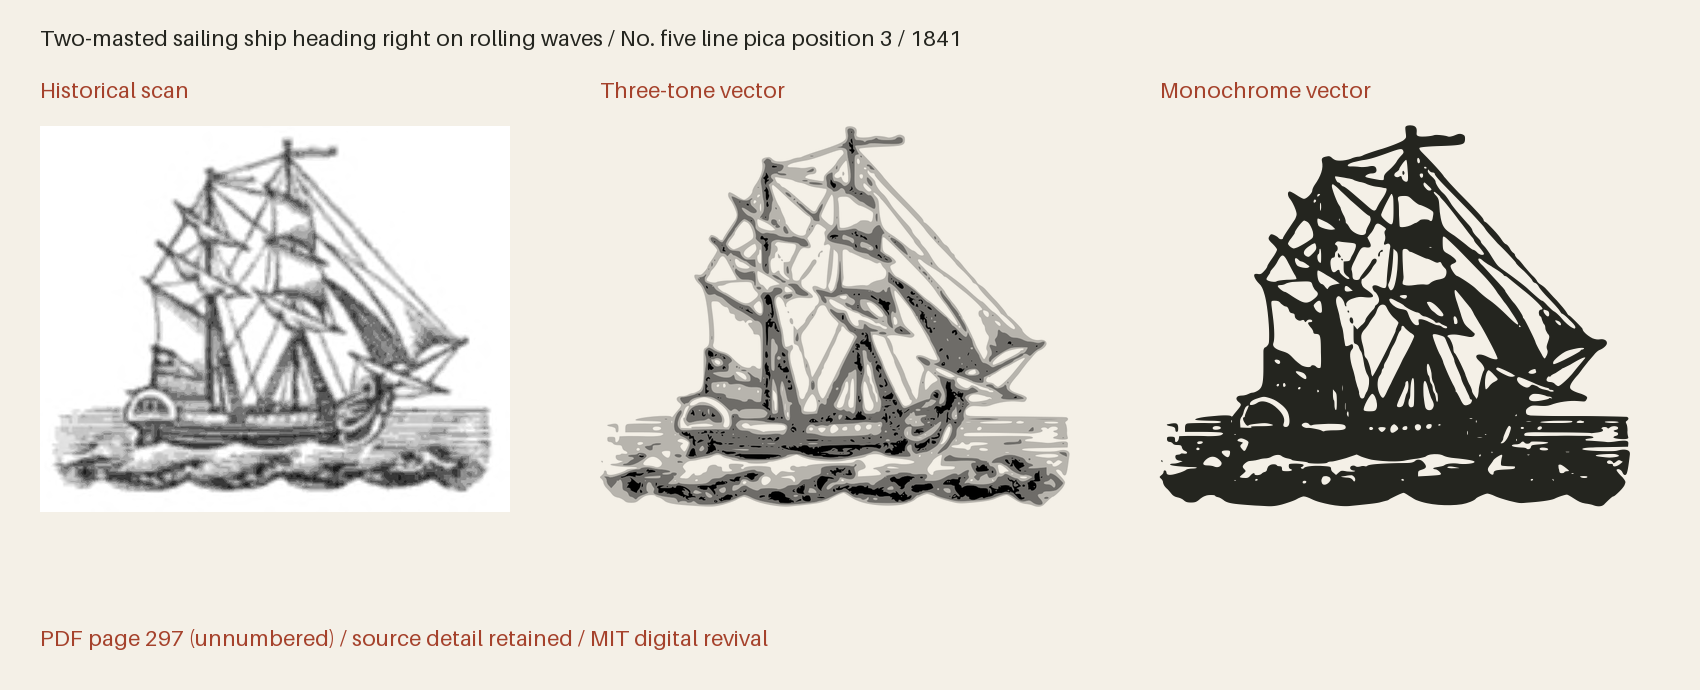 Two-masted sailing ship heading right on rolling waves / No. five line pica position 3 / 1841
Historical scan
Three-tone vector
Monochrome vector
PDF page 297 (unnumbered) / source detail retained / MIT digital revival